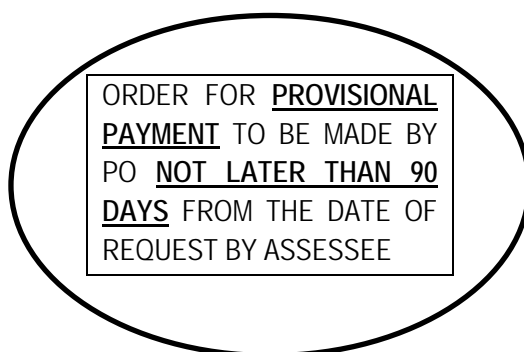 ORDER FOR PROVISIONAL
PAYMENT TO BE MADE BY
PO NOT LATER THAN 90
DAYS FROM THE DATE OF
REQUEST BY ASSESSEE